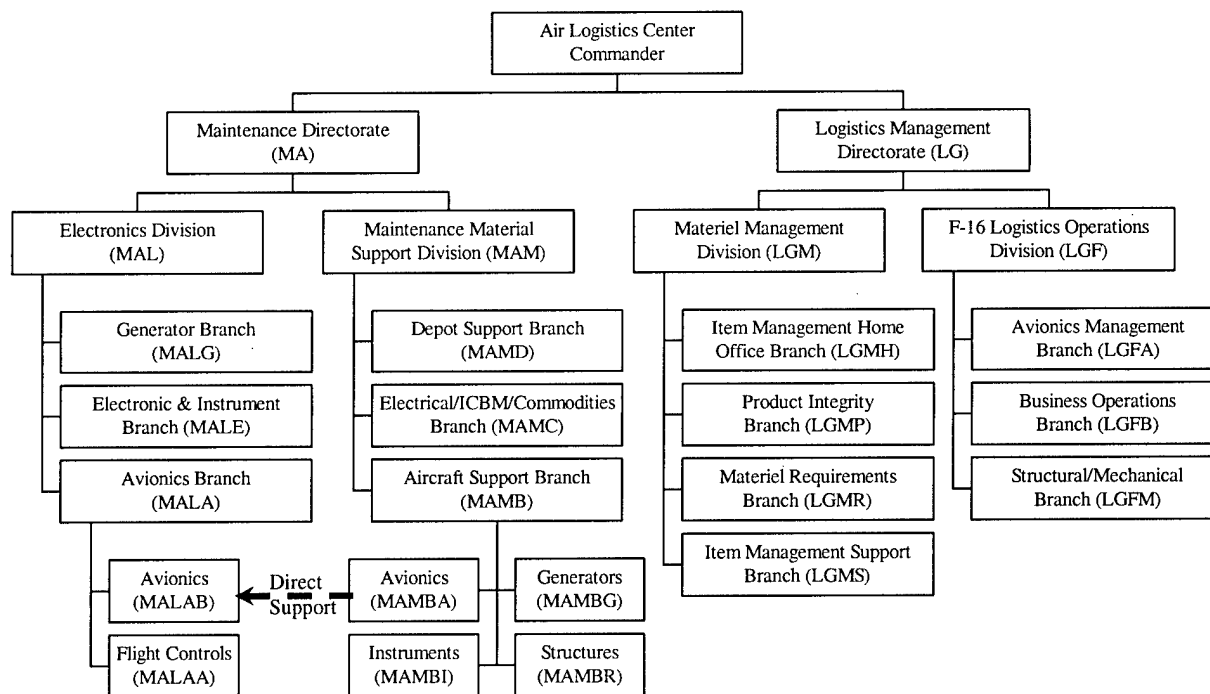 Air Logistics Center
Commander
Maintenance Directorate
(MA)
Logistics Management
Directorate (LG)
Electronics Division
(MAL)
Maintenance Material
Support Division (MAM)
Materiel Management
Division (LGM)
F-16 Logistics Operations
Division (LGF)
Generator Branch
(MALG)
Electronic & Instrument
Branch (MALE)
Avionics Branch
(MALA)
Avionics
(MALAB)
Flight Controls
(MALAA)
Direct
Support
Depot Support Branch
(MAMD)
Electrical/ICBM/Commodities
Branch (MAMC)
Aircraft Support Branch
(MAMB)
Avionics
(MAMBA)
Generators
(MAMBG)
Instruments
(MAMBI)
Structures
(MAMBR)
Item Management Home
Office Branch (LGMH)
Product Integrity
Branch (LGMP)
Materiel Requirements
Branch (LGMR)
Item Management Support
Branch (LGMS)
Avionics Management
Branch (LGFA)
Business Operations
Branch (LGFB)
Structural/Mechanical
Branch (LGFM)